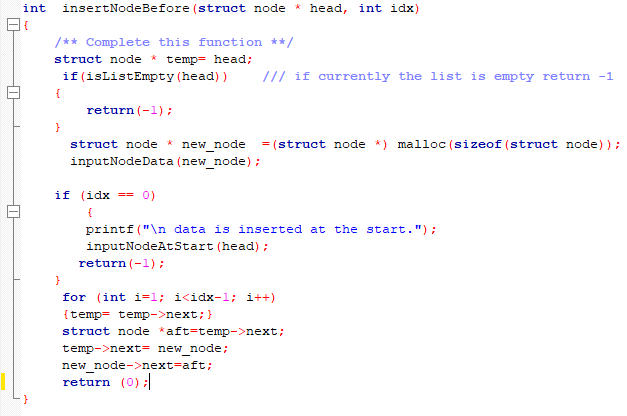 int  insertNodeBefore(struct node * head, int idx)
{
    /** Complete this function **/
    struct node * temp= head;
     if(isListEmpty(head))    /// if currently the list is empty return -1
    {
        return(-1);
    }
      struct node * new_node  =(struct node *) malloc(sizeof(struct node));
      inputNodeData(new_node);

    if (idx == 0)
        {
        printf("\n data is inserted at the start.");
        inputNodeAtStart(head);
       return(-1);
    }
     for (int i=1; i<idx-1; i++)
     {temp= temp->next;}
     struct node *aft=temp->next;
     temp->next= new_node;
     new_node->next=aft;
     return (0);
}